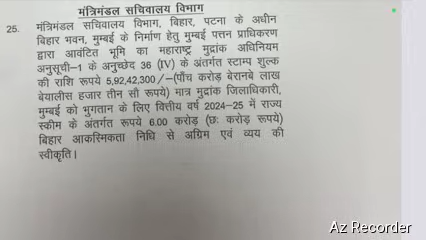 मंत्रिमंडल सचिवालय विभाग
25. मंत्रिमंडल सचिवालय विभाग, बिहार, पटना के अधीन
बिहार भवन, मुम्बई के निर्माण हेतु मुम्बई पत्तन प्राधिकरण
द्वारा आवंटित भूमि का महाराष्ट्र मुद्रांक अधिनियम
अनुसूची-1 के अनुच्छेद 36 (IV) के अंतर्गत स्टाम्प शुल्क
की राशि रूपये 5,92,42,300/-(पाँच करोड़ बेरानबे लाख
बेयालीस हजार तीन सौ रूपये) मात्र मुद्रांक जिलाधिकारी,
मुम्बई को भुगतान के लिए वित्तीय वर्ष 2024-25 में राज्य
स्कीम के अंतर्गत रूपये 6.00 करोड़ (छः करोड़ रूपये)
बिहार आकस्मिकता निधि से अग्रिम एवं व्यय की
स्वीकृति।
Az Recorder